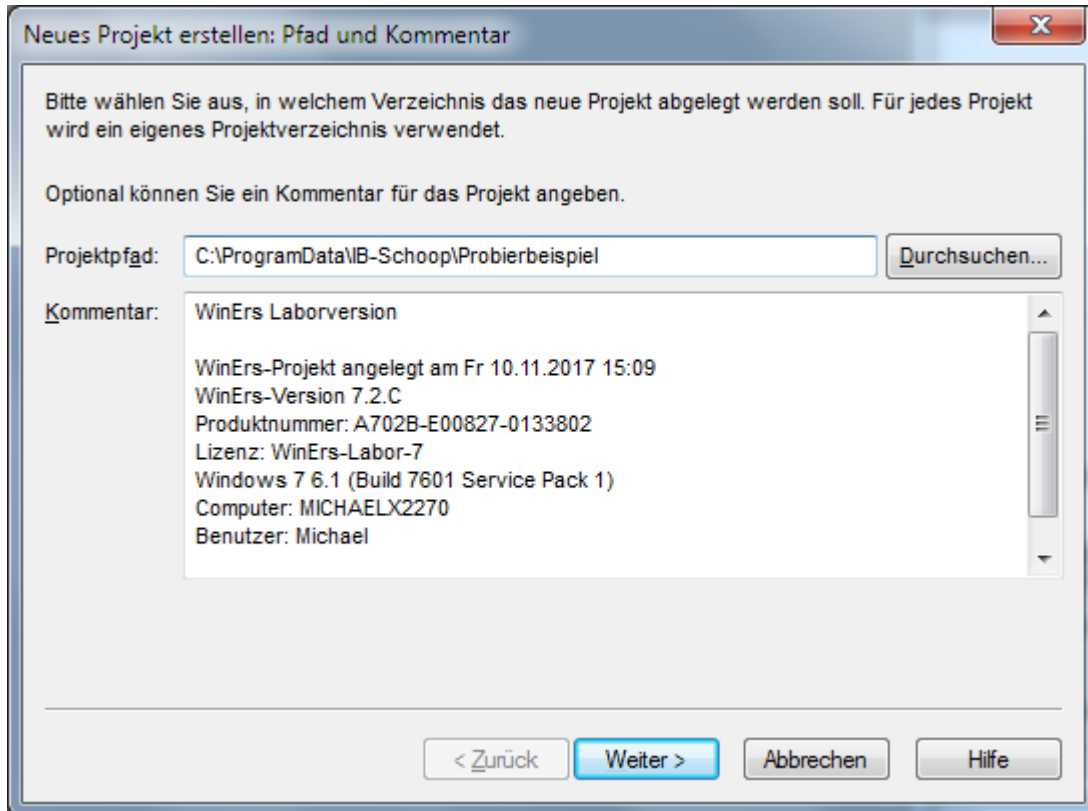 Neues Projekt erstellen: Pfad und Kommentar
Bitte wählen Sie aus, in welchem Verzeichnis das neue Projekt abgelegt werden soll. Für jedes Projekt
wird ein eigenes Projektverzeichnis verwendet.
Optional können Sie ein Kommentar für das Projekt angeben.
Projektpfad: C:\ProgramData\IB-Schoop\Probierbeispiel Durchsuchen...
Kommentar: WinErs Laborversion
WinErs-Projekt angelegt am Fr 10.11.2017 15:09
WinErs-Version 7.2.C
Produktnummer: A702B-E00827-0133802
Lizenz: WinErs-Labor-7
Windows 7 6.1 (Build 7601 Service Pack 1)
Computer: MICHAELX2270
Benutzer: Michael
< Zurück Weiter > Abbrechen Hilfe